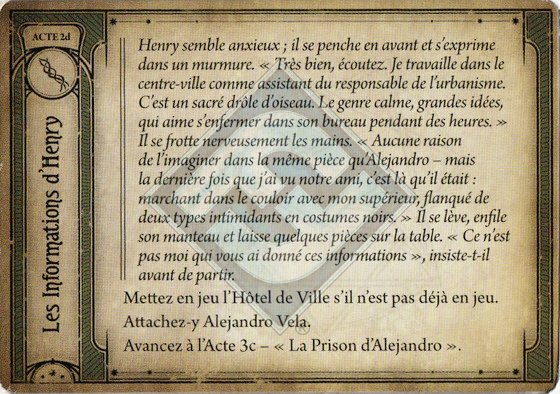 ACTE 2d
Les Informations d'Henry
Henry semble anxieux ; il se penche en avant et s'exprime
dans un murmure. « Très bien, écoutez. Je travaille dans le
centre-ville comme assistant du responsable de l'urbanisme.
C'est un sacré drôle d'oiseau. Le genre calme, grandes idées,
qui aime s'enfermer dans son bureau pendant des heures. »
Il se frotte nerveusement les mains. « Aucune raison
de l'imaginer dans la même pièce qu'Alejandro – mais
la dernière fois que j'ai vu notre ami, c'est là qu'il était :
marchant dans le couloir avec mon supérieur, flanqué de
deux types intimidants en costumes noirs. » Il se lève, enfile
son manteau et laisse quelques pièces sur la table. « Ce n'est
pas moi qui vous ai donné ces informations », insiste-t-il
avant de partir.
Mettez en jeu l'Hôtel de Ville s'il n'est pas déjà en jeu.
Attachez-y Alejandro Vela.
Avancez à l'Acte 3c – « La Prison d'Alejandro ».
®